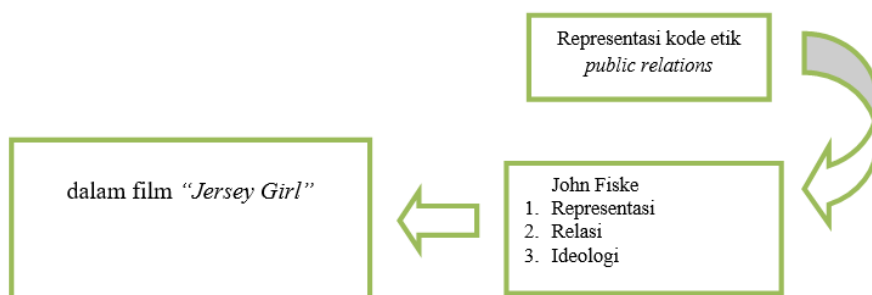 Representasi kode etik
public relations
John Fiske
1. Representasi
2. Relasi
3. Ideologi
dalam film “Jersey Girl”